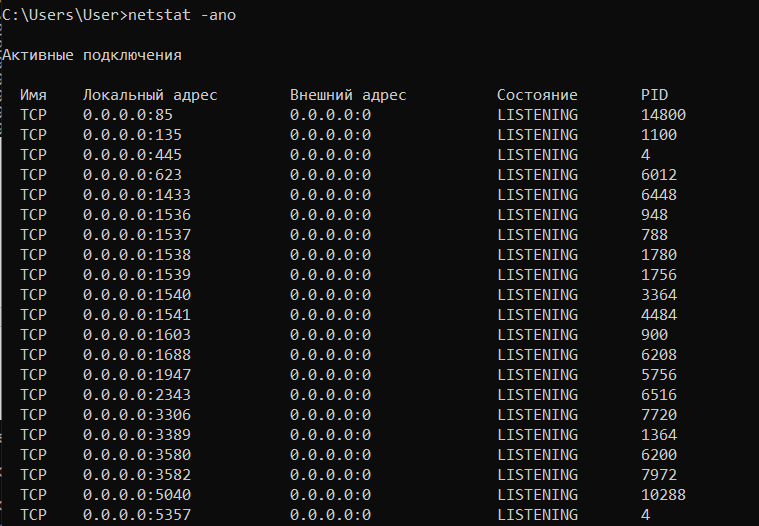 C:\Users\User>netstat -ano
Активные подключения
Имя Локальный адрес Внешний адрес Состояние PID
TCP 0.0.0.0:85 0.0.0.0:0 LISTENING 14800
TCP 0.0.0.0:135 0.0.0.0:0 LISTENING 1100
TCP 0.0.0.0:445 0.0.0.0:0 LISTENING 4
TCP 0.0.0.0:623 0.0.0.0:0 LISTENING 6012
TCP 0.0.0.0:1433 0.0.0.0:0 LISTENING 6448
TCP 0.0.0.0:1536 0.0.0.0:0 LISTENING 948
TCP 0.0.0.0:1537 0.0.0.0:0 LISTENING 788
TCP 0.0.0.0:1538 0.0.0.0:0 LISTENING 1780
TCP 0.0.0.0:1539 0.0.0.0:0 LISTENING 1756
TCP 0.0.0.0:1540 0.0.0.0:0 LISTENING 3364
TCP 0.0.0.0:1541 0.0.0.0:0 LISTENING 4484
TCP 0.0.0.0:1603 0.0.0.0:0 LISTENING 900
TCP 0.0.0.0:1688 0.0.0.0:0 LISTENING 6208
TCP 0.0.0.0:1947 0.0.0.0:0 LISTENING 5756
TCP 0.0.0.0:2343 0.0.0.0:0 LISTENING 6516
TCP 0.0.0.0:3306 0.0.0.0:0 LISTENING 7720
TCP 0.0.0.0:3389 0.0.0.0:0 LISTENING 1364
TCP 0.0.0.0:3580 0.0.0.0:0 LISTENING 6200
TCP 0.0.0.0:3582 0.0.0.0:0 LISTENING 7972
TCP 0.0.0.0:5040 0.0.0.0:0 LISTENING 10288
TCP 0.0.0.0:5357 0.0.0.0:0 LISTENING 4